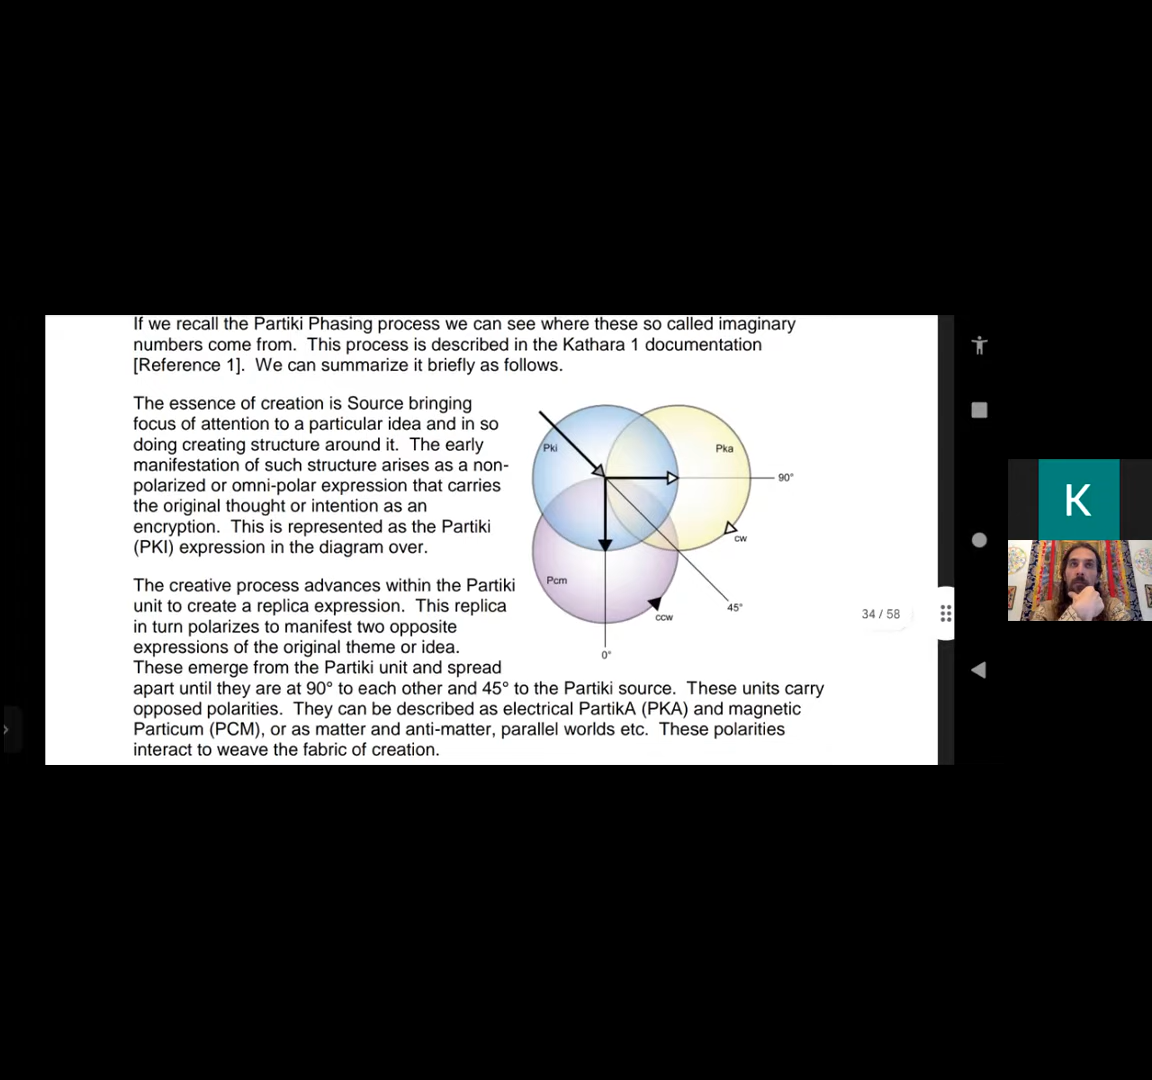 If we recall the Partiki Phasing process we can see where these so called imaginary
numbers come from.  This process is described in the Kathara 1 documentation
[Reference 1].  We can summarize it briefly as follows.
The essence of creation is Source bringing
focus of attention to a particular idea and in so
doing creating structure around it.  The early
manifestation of such structure arises as a non-
polarized or omni-polar expression that carries
the original thought or intention as an
encryption.  This is represented as the Partiki
(PKI) expression in the diagram over.
The creative process advances within the Partiki
unit to create a replica expression.  This replica
in turn polarizes to manifest two opposite
expressions of the original theme or idea.
These emerge from the Partiki unit and spread
apart until they are at 90° to each other and 45° to the Partiki source.  These units carry
opposed polarities.  They can be described as electrical PartikA (PKA) and magnetic
Particum (PCM), or as matter and anti-matter, parallel worlds etc.  These polarities
interact to weave the fabric of creation.
Pki
Pka
90°
cw
Pcm
45°
ccw
0°
34 / 58
K